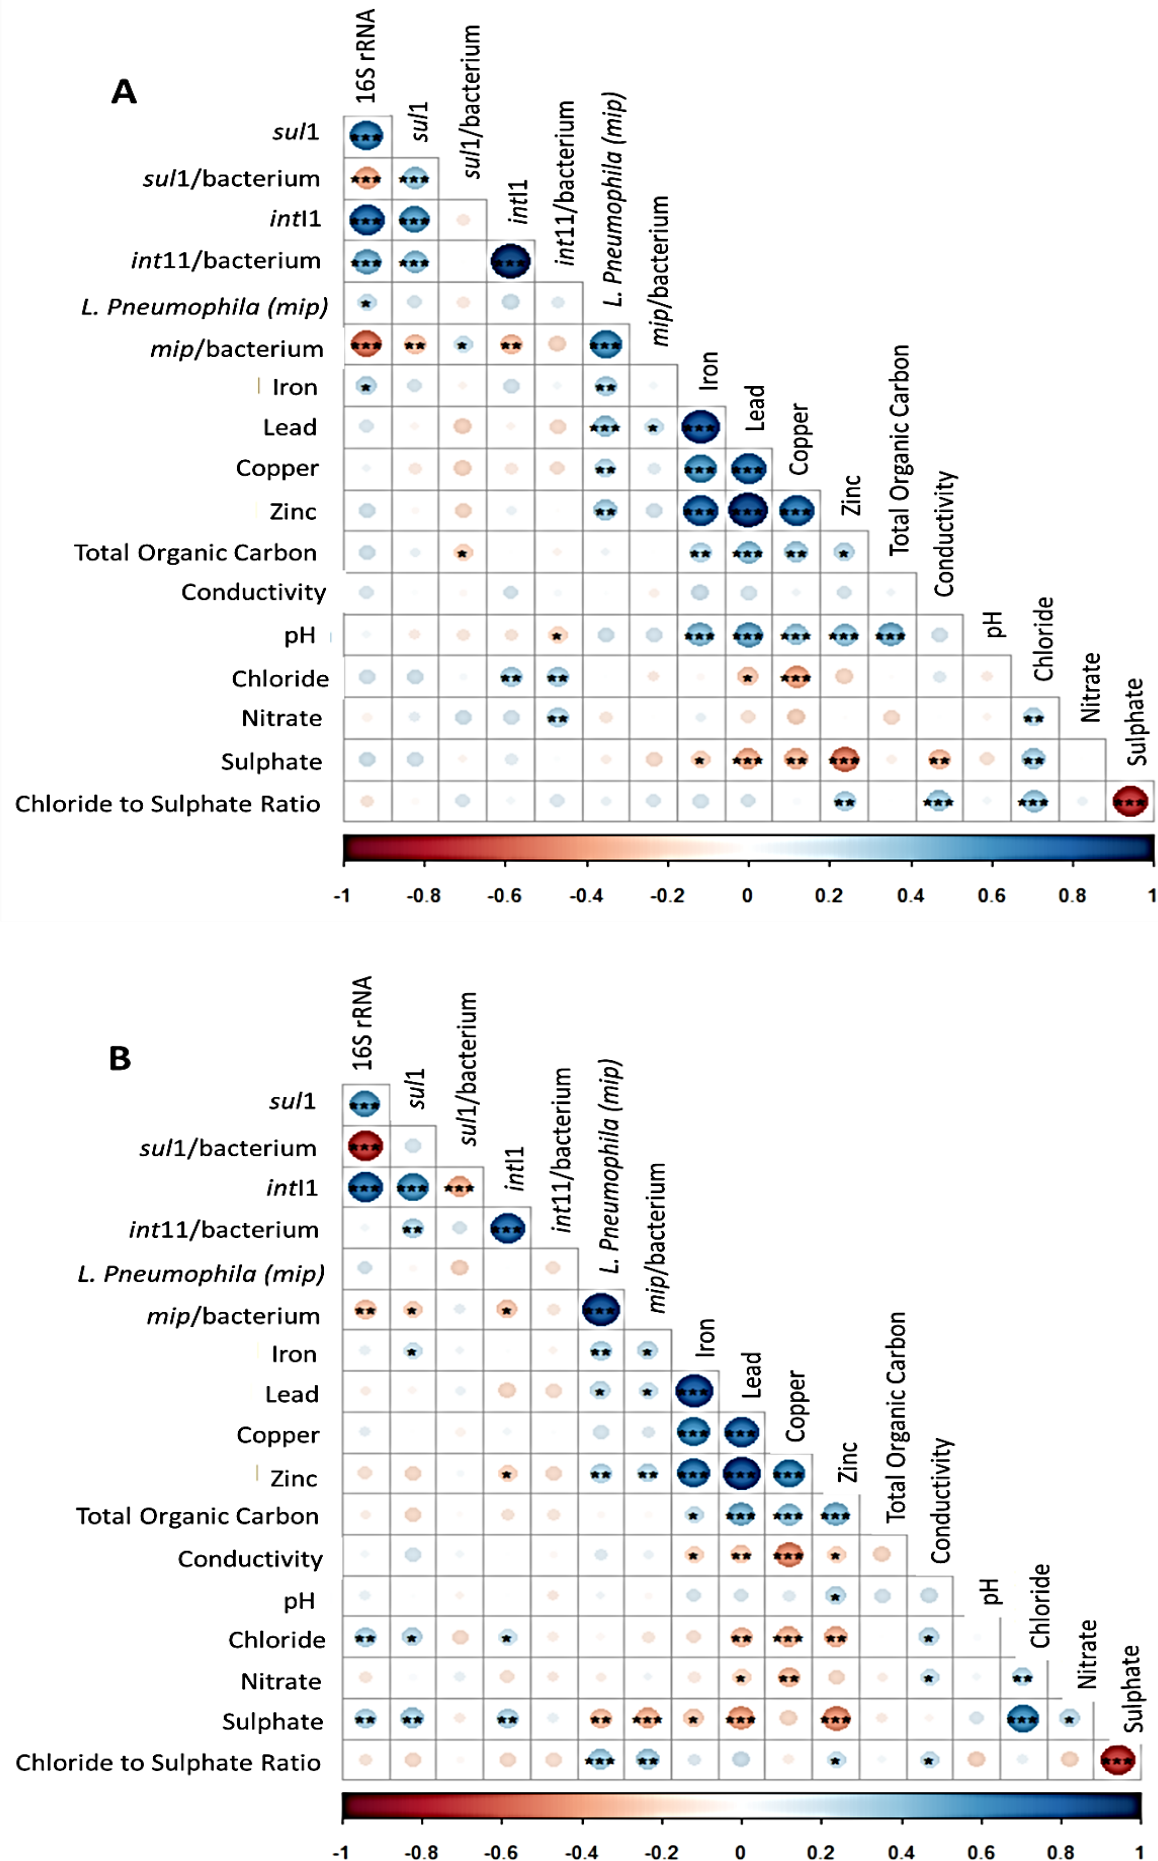 A
16S rRNA
sul1
sul1/bacterium
intI1
int11/bacterium
L. Pneumophila (mip)
mip/bacterium
Iron
Lead
Copper
Zinc
Total Organic Carbon
Conductivity
pH
Chloride
Nitrate
Sulphate
sul1
***
sul1/bacterium
*** ***
intI1
*** ***
int11/bacterium
*** *** ***
L. Pneumophila (mip)
*
mip/bacterium
*** ** * ** ***
Iron
* **
Lead
*** * ***
Copper
** *** ***
Zinc
** *** *** ***
Total Organic Carbon
* ** *** ** *
Conductivity
pH
* *** *** *** *** ***
Chloride
** ** * ***
Nitrate
** **
Sulphate
* *** ** *** ** **
Chloride to Sulphate Ratio
** *** *** ***
-1 -0.8 -0.6 -0.4 -0.2 0 0.2 0.4 0.6 0.8 1
B
16S rRNA
sul1
sul1/bacterium
intI1
int11/bacterium
L. Pneumophila (mip)
mip/bacterium
Iron
Lead
Copper
Zinc
Total Organic Carbon
Conductivity
pH
Chloride
Nitrate
Sulphate
sul1
***
sul1/bacterium
***
intI1
*** *** ***
int11/bacterium
** ***
L. Pneumophila (mip)
mip/bacterium
** * * ***
Iron
* ** *
Lead
* * ***
Copper
*** ***
Zinc
* ** ** *** *** ***
Total Organic Carbon
* *** *** ***
Conductivity
* ** *** *
pH
*
Chloride
** * * ** *** ** *
Nitrate
* ** * **
Sulphate
** ** ** ** *** * *** *** *** *
Chloride to Sulphate Ratio
*** ** * * ***
-1 -0.8 -0.6 -0.4 -0.2 0 0.2 0.4 0.6 0.8 1